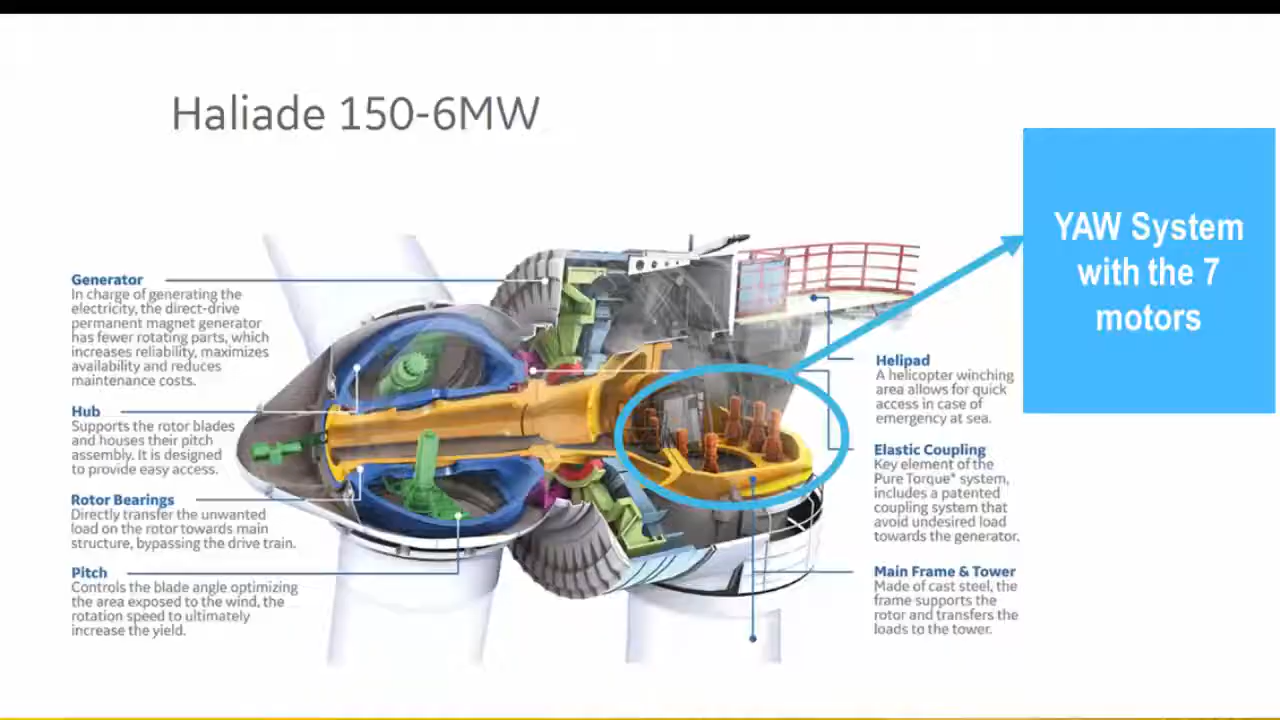 Haliade 150-6MW
YAW System
with the 7
motors
Generator
In charge of generating the
electricity, the direct-drive
permanent magnet generator
has fewer rotating parts, which
increases reliability, maximizes
availability and reduces
maintenance costs.
Hub
Supports the rotor blades
and houses their pitch
assembly. It is designed
to provide easy access.
Rotor Bearings
Directly transfer the unwanted
load on the rotor towards main
structure, bypassing the drive train.
Pitch
Controls the blade angle optimizing
the area exposed to the wind, the
rotation speed to ultimately
increase the yield.
Helipad
A helicopter winching
area allows for quick
access in case of
emergency at sea.
Elastic Coupling
Key element of the
Pure Torque* system,
includes a patented
coupling system that
avoid undesired load
towards the generator.
Main Frame & Tower
Made of cast steel, the
frame supports the
rotor and transfers the
loads to the tower.